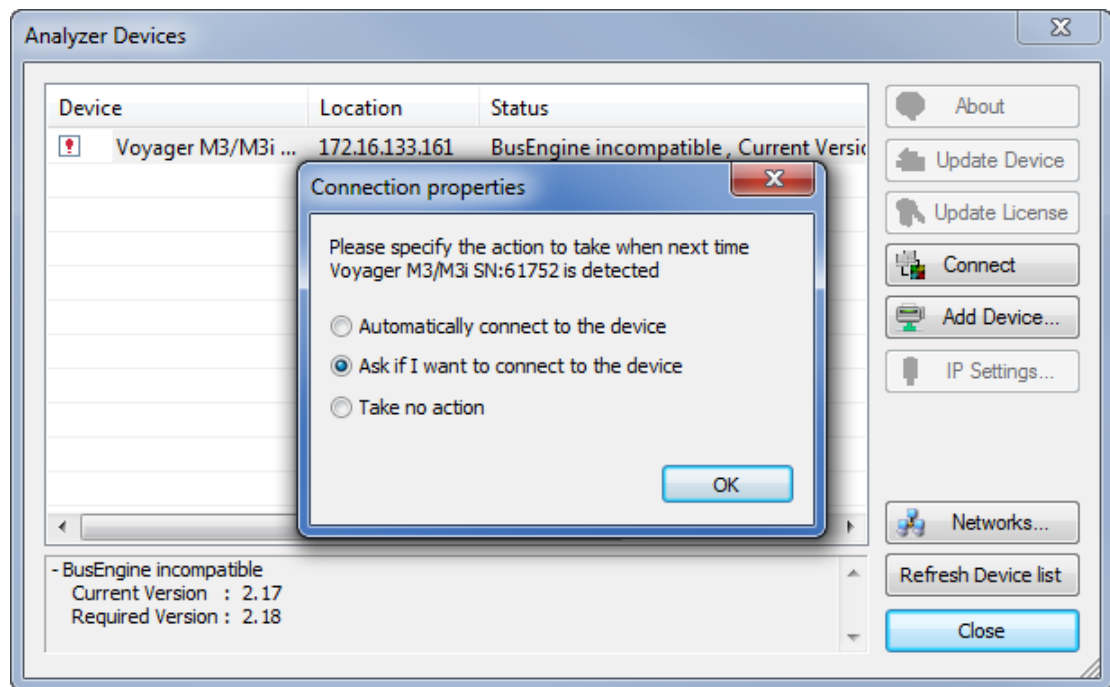 Analyzer Devices
Device Location Status
Voyager M3/M3i ... 172.16.133.161 BusEngine incompatible , Current Versic
Connection properties
Please specify the action to take when next time
Voyager M3/M3i SN:61752 is detected
Automatically connect to the device
Ask if I want to connect to the device
Take no action
OK
About
Update Device
Update License
Connect
Add Device...
IP Settings...
Networks...
Refresh Device list
Close
- BusEngine incompatible
Current Version : 2.17
Required Version : 2.18